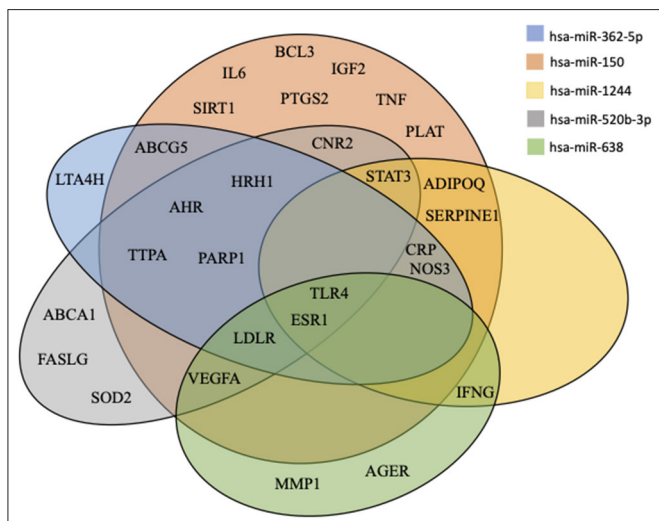 hsa-miR-362-5p
hsa-miR-150
hsa-miR-1244
hsa-miR-520b-3p
hsa-miR-638
BCL3
IL6
IGF2
SIRT1
PTGS2
TNF
PLAT
ABCG5
CNR2
LTA4H
HRH1
STAT3
ADIPOQ
AHR
SERPINE1
TTPA
PARP1
CRP
NOS3
TLR4
ABCA1
ESR1
LDLR
FASLG
VEGFA
SOD2
IFNG
MMP1
AGER